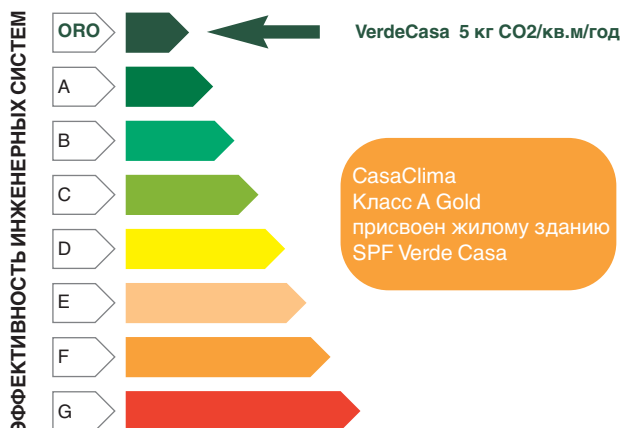 ЭФФЕКТИВНОСТЬ ИНЖЕНЕРНЫХ СИСТЕМ
ORO
VerdeCasa 5 кг CO2/кв.м/год
A
B
C
D
E
F
G
CasaClima
Класс A Gold
присвоен жилому зданию
SPF Verde Casa